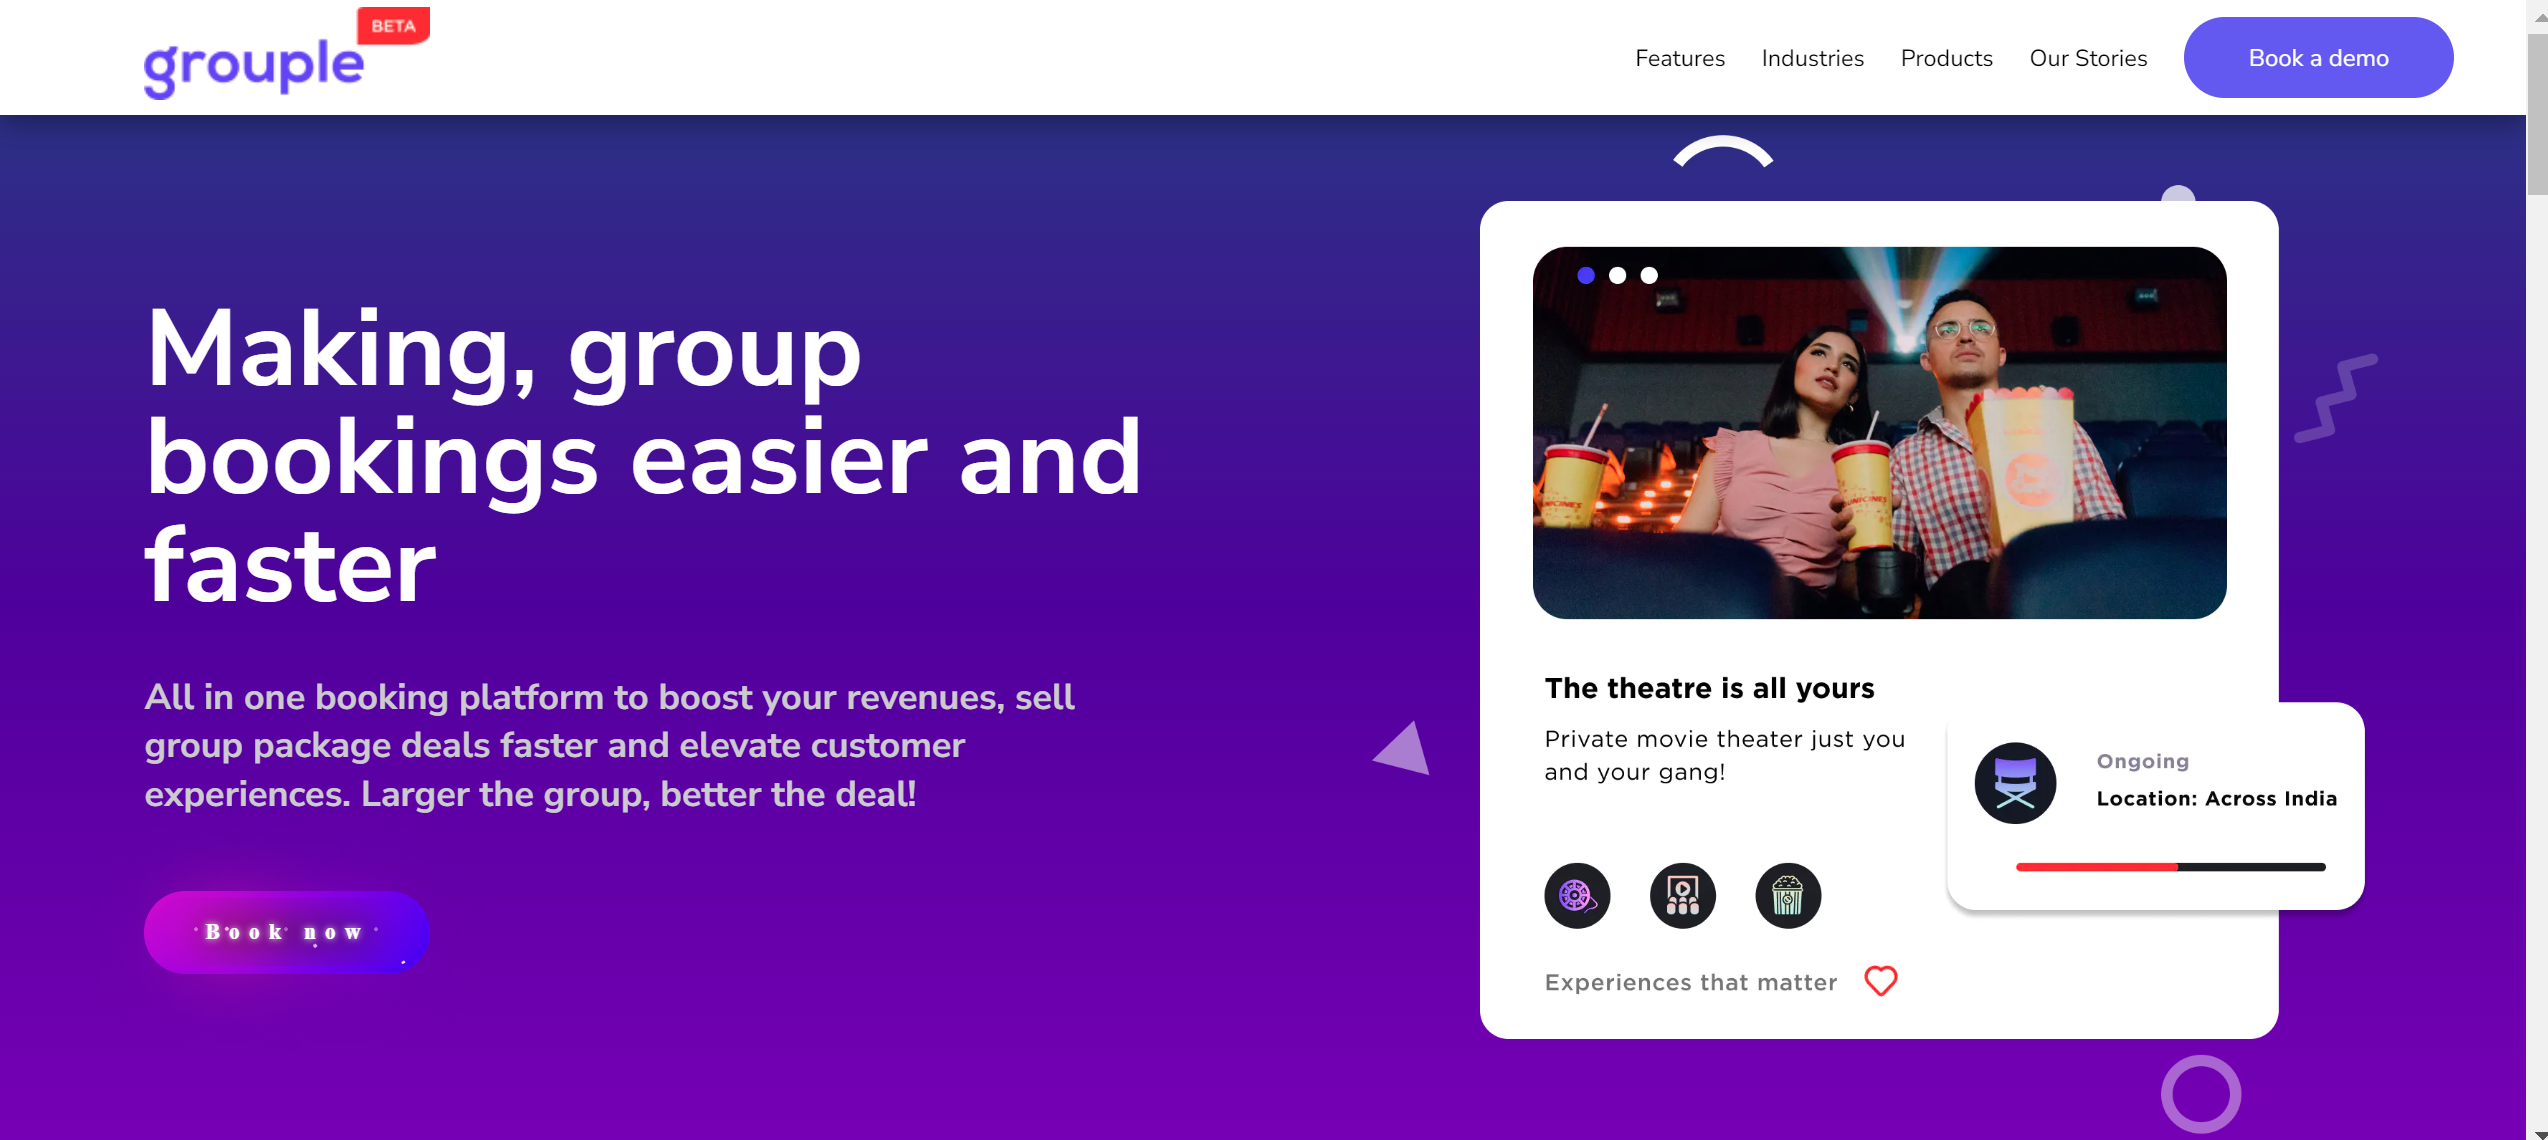 grouple
BETA
Features Industries Products Our Stories Book a demo
Making, group
bookings easier and
faster
All in one booking platform to boost your revenues, sell
group package deals faster and elevate customer
experiences. Larger the group, better the deal!
Book now
UNICINES
The theatre is all yours
Private movie theater just you
and your gang!
Ongoing
Location: Across India
Experiences that matter